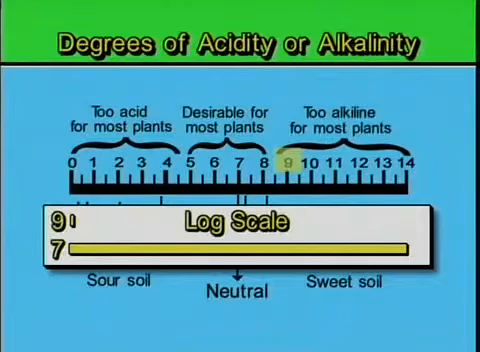 Degrees of Acidity or Alkalinity
Too acid
for most plants
Desirable for
most plants
Too alkiline
for most plants
0 1 2 3 4 5 6 7 8 9 10 11 12 13 14
9 Log Scale
7
Sour soil
Neutral
Sweet soil